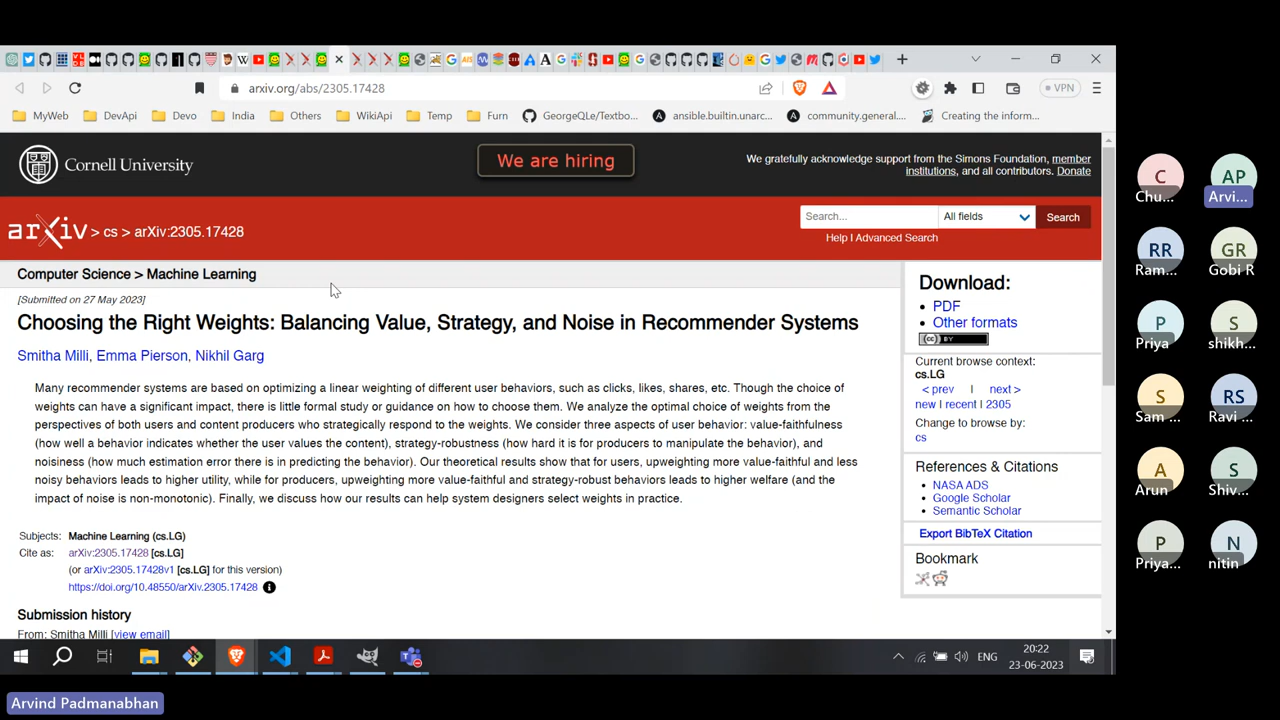 arxiv.org/abs/2305.17428
VPN
MyWeb
DevApi
Devo
India
Others
WikiApi
Temp
Furn
GeorgeQLe/Textbo...
ansible.builtin.unarc...
community.general....
Creating the inform...
Cornell University
We are hiring
We gratefully acknowledge support from the Simons Foundation, member
institutions, and all contributors. Donate
arXiv > cs > arXiv:2305.17428
Search...
All fields
Search
Help | Advanced Search
Computer Science > Machine Learning
[Submitted on 27 May 2023]
Choosing the Right Weights: Balancing Value, Strategy, and Noise in Recommender Systems
Smitha Milli, Emma Pierson, Nikhil Garg
Many recommender systems are based on optimizing a linear weighting of different user behaviors, such as clicks, likes, shares, etc. Though the choice of
weights can have a significant impact, there is little formal study or guidance on how to choose them. We analyze the optimal choice of weights from the
perspectives of both users and content producers who strategically respond to the weights. We consider three aspects of user behavior: value-faithfulness
(how well a behavior indicates whether the user values the content), strategy-robustness (how hard it is for producers to manipulate the behavior), and
noisiness (how much estimation error there is in predicting the behavior). Our theoretical results show that for users, upweighting more value-faithful and less
noisy behaviors leads to higher utility, while for producers, upweighting more value-faithful and strategy-robust behaviors leads to higher welfare (and the
impact of noise is non-monotonic). Finally, we discuss how our results can help system designers select weights in practice.
Subjects: Machine Learning (cs.LG)
Cite as: arXiv:2305.17428 [cs.LG]
(or arXiv:2305.17428v1 [cs.LG] for this version)
https://doi.org/10.48550/arXiv.2305.17428
Submission history
From: Smitha Milli [view email]
Download:
PDF
Other formats
(cc) BY
Current browse context:
cs.LG
< prev | next >
new | recent | 2305
Change to browse by:
cs
References & Citations
NASA ADS
Google Scholar
Semantic Scholar
Export BibTeX Citation
Bookmark
ENG
20:22
23-06-2023
C
Chu...
AP
Arvi...
RR
Ram...
GR
Gobi R
P
Priya
S
shikh...
S
Sam ...
RS
Ravi ...
A
Arun
S
Shiv...
P
Priya...
N
nitin
Arvind Padmanabhan